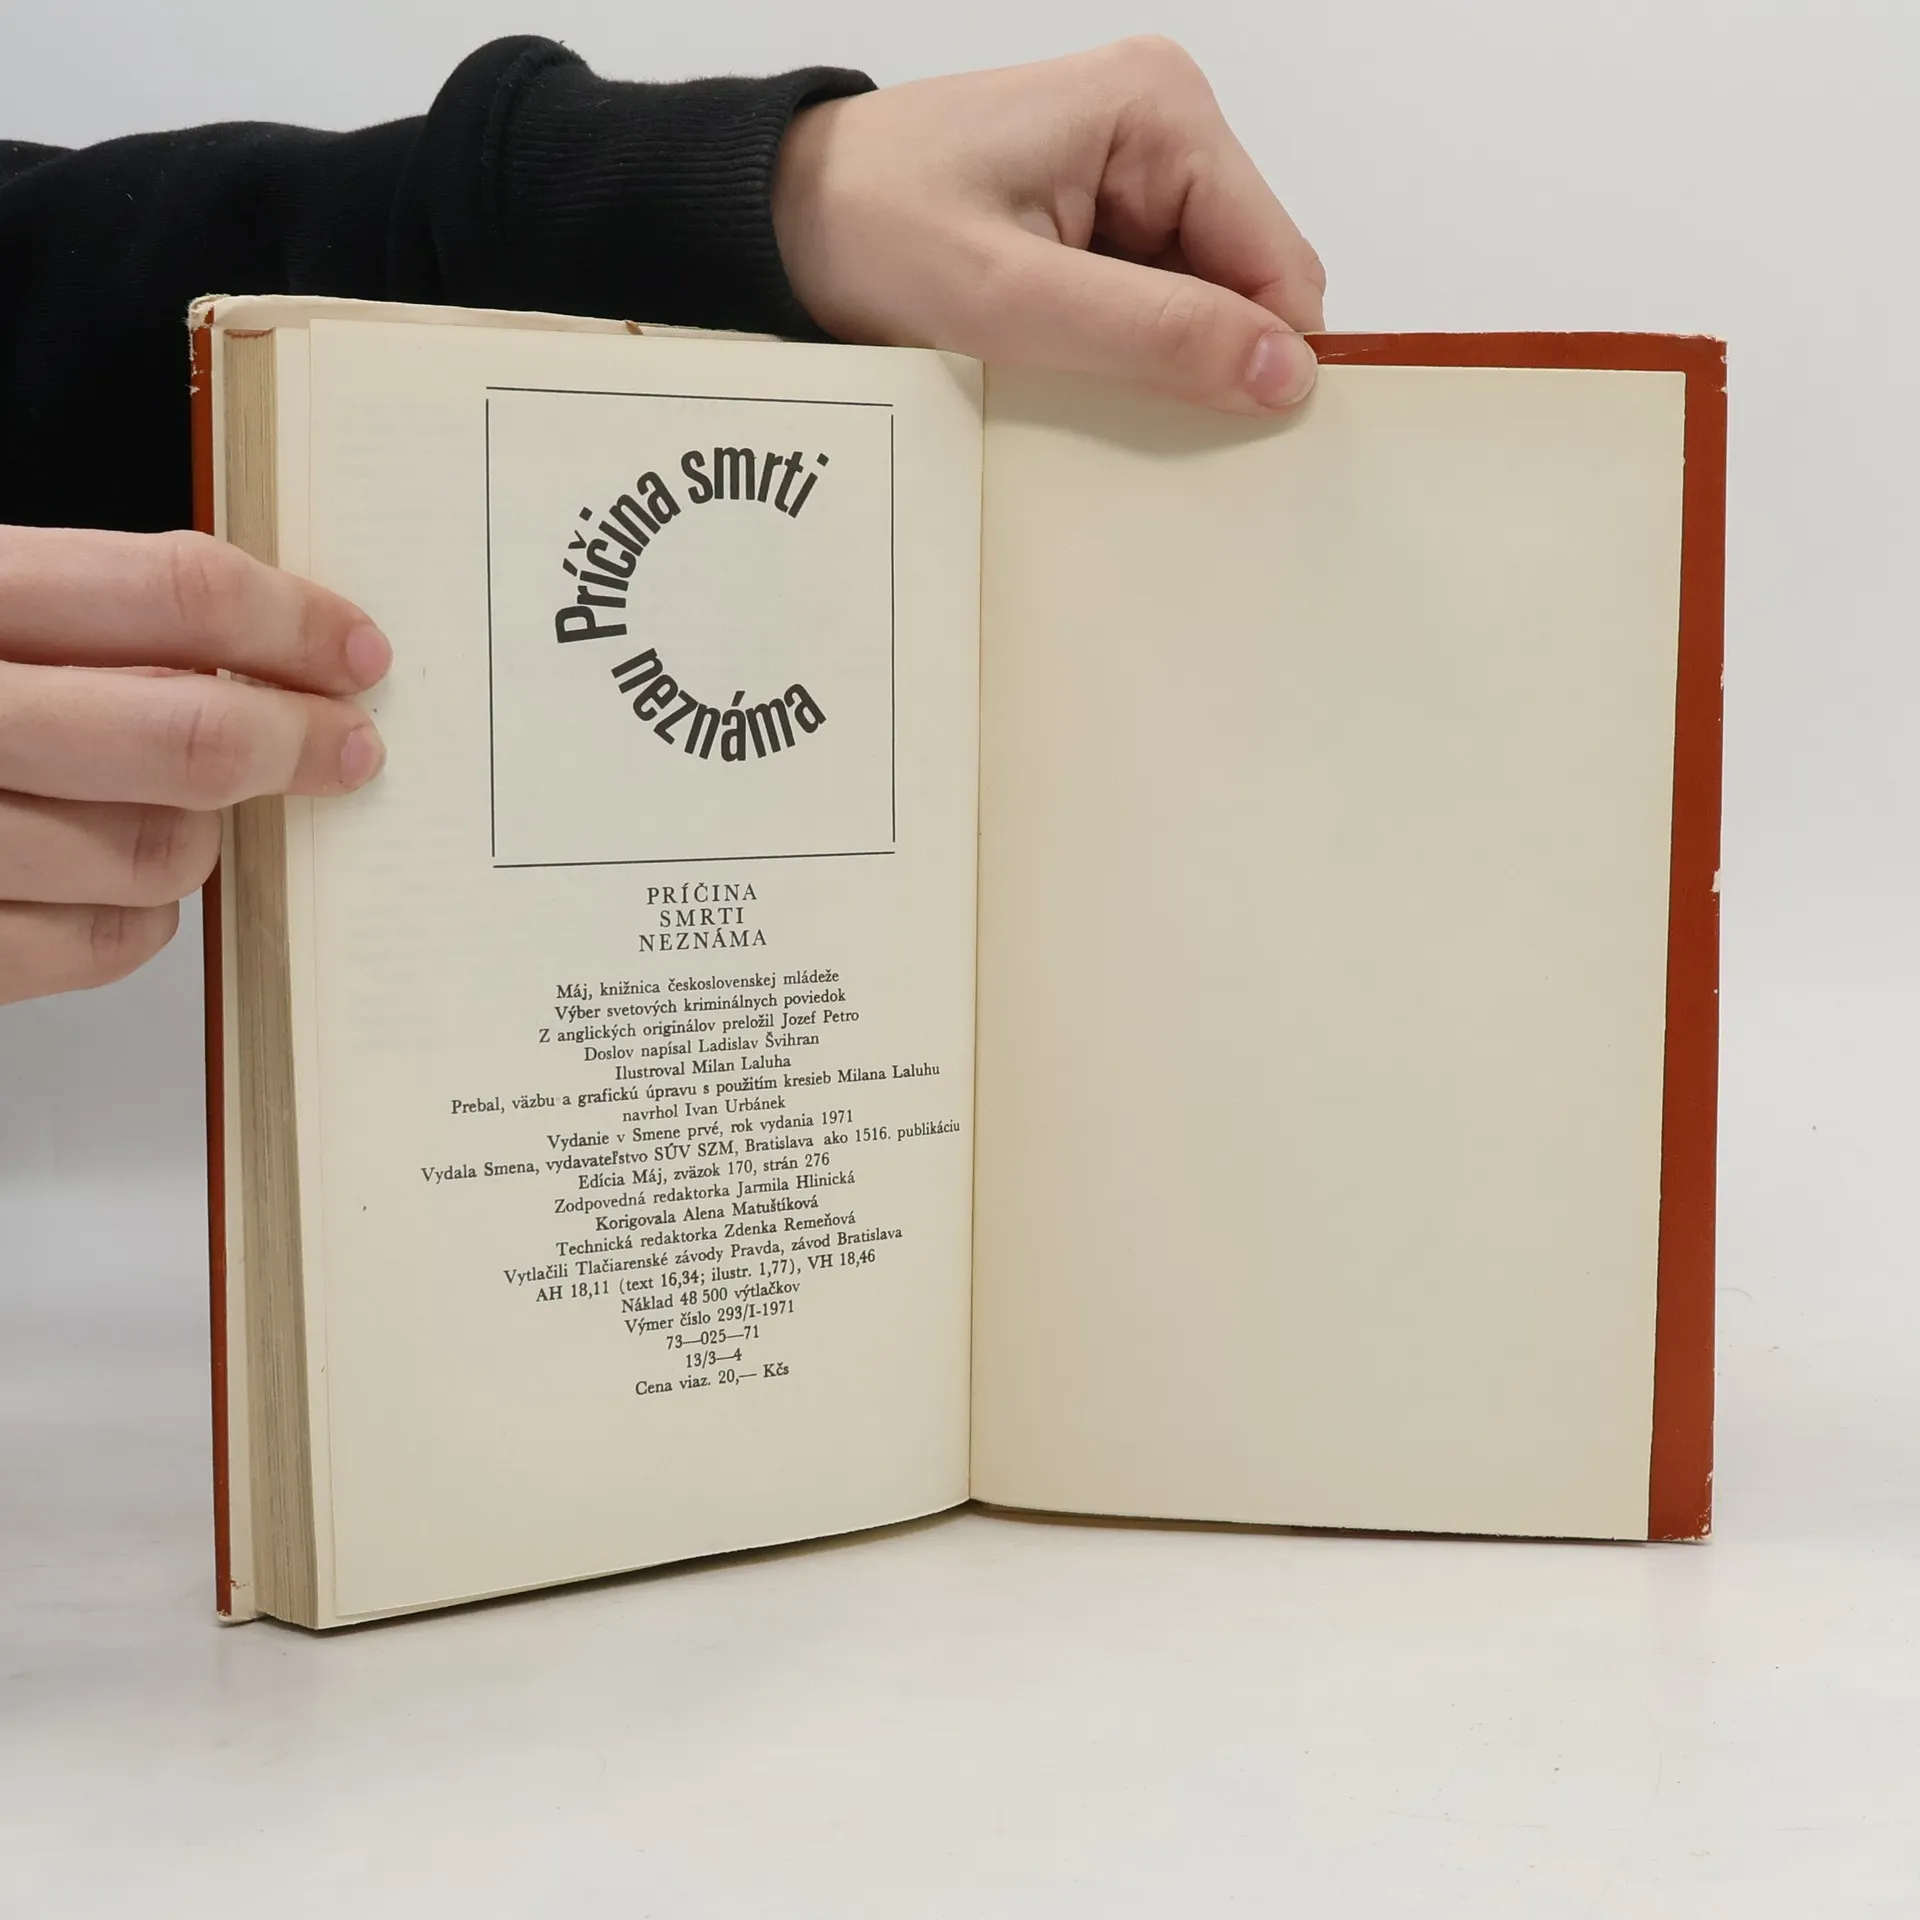 Príčina smrti
neznáma
PRÍČINA
SMRTI
NEZNÁMA
Máj, knižnica československej mládeže
Výber svetových kriminálnych poviedok
Z anglických originálov preložil Jozef Petro
Doslov napísal Ladislav Švihran
Ilustroval Milan Laluha
Prebal, väzbu a grafickú úpravu s použitím kresieb Milana Laluhu
navrhol Ivan Urbánek
Vydanie v Smene prvé, rok vydania 1971
Vydala Smena, vydavateľstvo SÚV SZM, Bratislava ako 1516. publikáciu
Edícia Máj, zväzok 170, strán 276
Zodpovedná redaktorka Jarmila Hlinická
Korigovala Alena Matuštíková
Technická redaktorka Zdenka Remeňová
Vytlačili Tlačiarenské závody Pravda, závod Bratislava
AH 18,11 (text 16,34; ilustr. 1,77), VH 18,46
Náklad 48 500 výtlačkov
Výmer číslo 293/I-1971
73—025—71
13/3—4
Cena viaz. 20,— Kčs